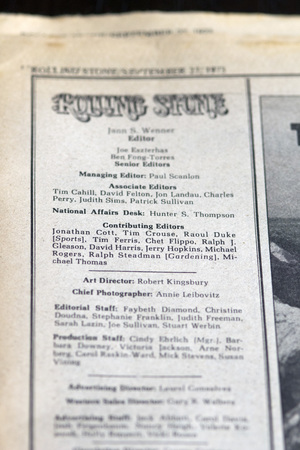 ROLLING STONE/SEPTEMBER 27, 1973
ROLLING STONE
Jann S. Wenner
Editor
Joe Eszterhas
Ben Fong-Torres
Senior Editors
Managing Editor: Paul Scanlon
Associate Editors
Tim Cahill, David Felton, Jon Landau, Charles
Perry, Judith Sims, Patrick Sullivan
National Affairs Desk: Hunter S. Thompson
Contributing Editors
Jonathan Cott, Tim Crouse, Raoul Duke
[Sports], Tim Ferris, Chet Flippo, Ralph J.
Gleason, David Harris, Jerry Hopkins, Michael
Rogers, Ralph Steadman [Gardening], Mi-
chael Thomas
Art Director: Robert Kingsbury
Chief Photographer: Annie Leibovitz
Editorial Staff: Faybeth Diamond, Christine
Doudna, Stephanie Franklin, Judith Freeman,
Sarah Lazin, Joe Sullivan, Stuart Werbin
Production Staff: Cindy Ehrlich (Mgr.), Bar-
bara Downey, Victoria Jackson, Arne Nor-
berg, Carol Raskin-Ward, Mick Stevens, Susan
Vining
Advertising Director: Laurel Gonsalves
Western Sales Director: Gary R. Walters
Advertising Staff: